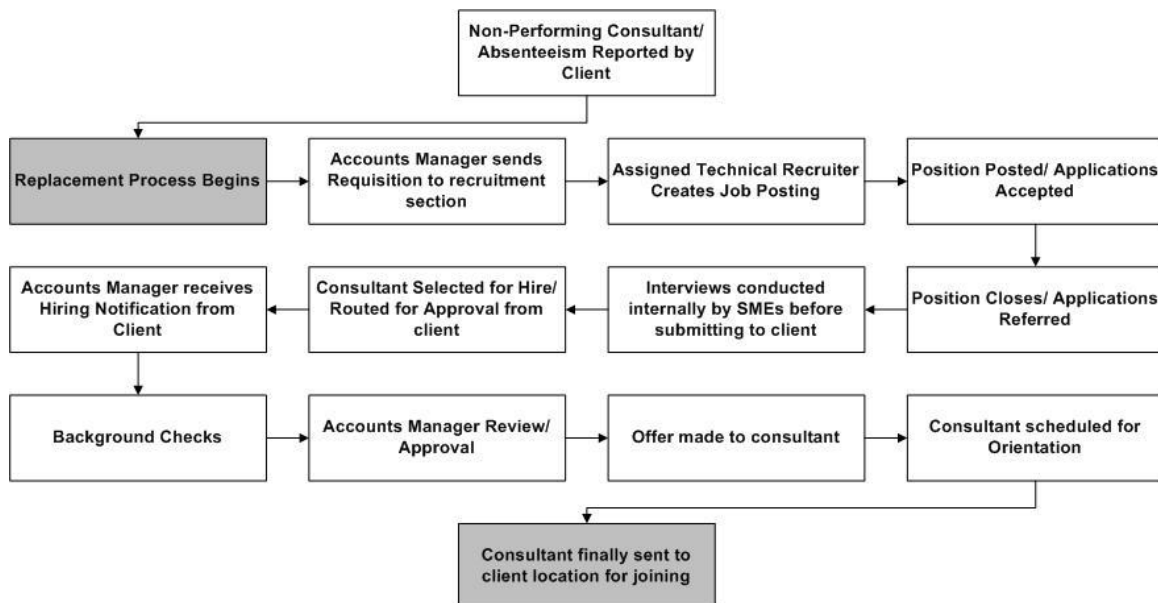 Non-Performing Consultant/
Absenteeism Reported by
Client
Replacement Process Begins
Accounts Manager sends
Requisition to recruitment
section
Assigned Technical Recruiter
Creates Job Posting
Position Posted/ Applications
Accepted
Accounts Manager receives
Hiring Notification from
Client
Consultant Selected for Hire/
Routed for Approval from
client
Interviews conducted
internally by SMEs before
submitting to client
Position Closes/ Applications
Referred
Background Checks
Accounts Manager Review/
Approval
Offer made to consultant
Consultant scheduled for
Orientation
Consultant finally sent to
client location for joining